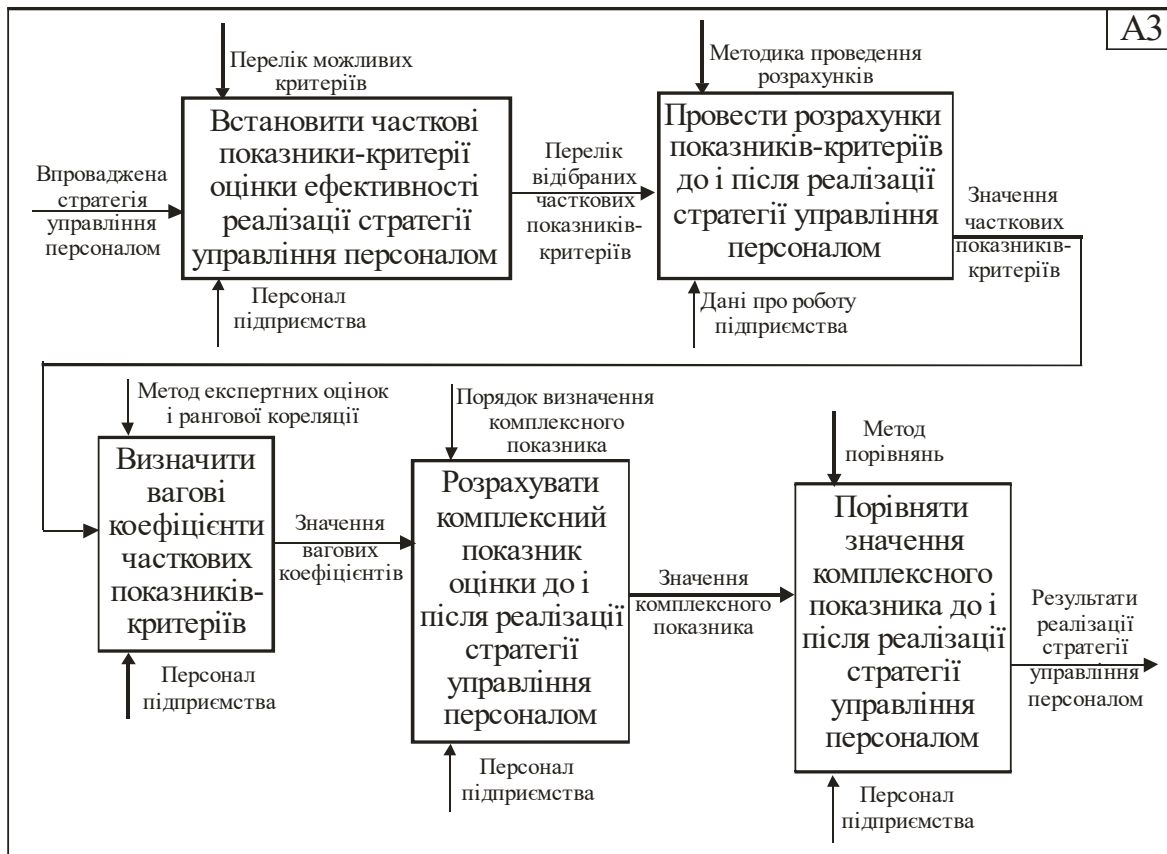 А3
Перелік можливих
критеріїв
Методика проведення
розрахунків
Впроваджена
стратегія
управління
персоналом
Встановити часткові
показники-критерії
оцінки ефективності
реалізації стратегії
управління персоналом
Перелік
відібраних
часткових
показників-
критеріїв
Провести розрахунки
показників-критеріїв
до і після реалізації
стратегії управління
персоналом
Значення
часткових
показників-
критеріїв
Персонал
підприємства
Дані про роботу
підприємства
Метод експертних оцінок
і рангової кореляції
Порядок визначення
комплексного
показника
Метод
порівнянь
Визначити
вагові
коефіцієнти
часткових
показників-
критеріїв
Значення
вагових
коефіцієнтів
Розрахувати
комплексний
показник
оцінки до і
після реалізації
стратегії
управління
персоналом
Значення
комплексного
показника
Порівняти
значення
комплексного
показника до і
після реалізації
стратегії
управління
персоналом
Результати
реалізації
стратегії
управління
персоналом
Персонал
підприємства
Персонал
підприємства
Персонал
підприємства